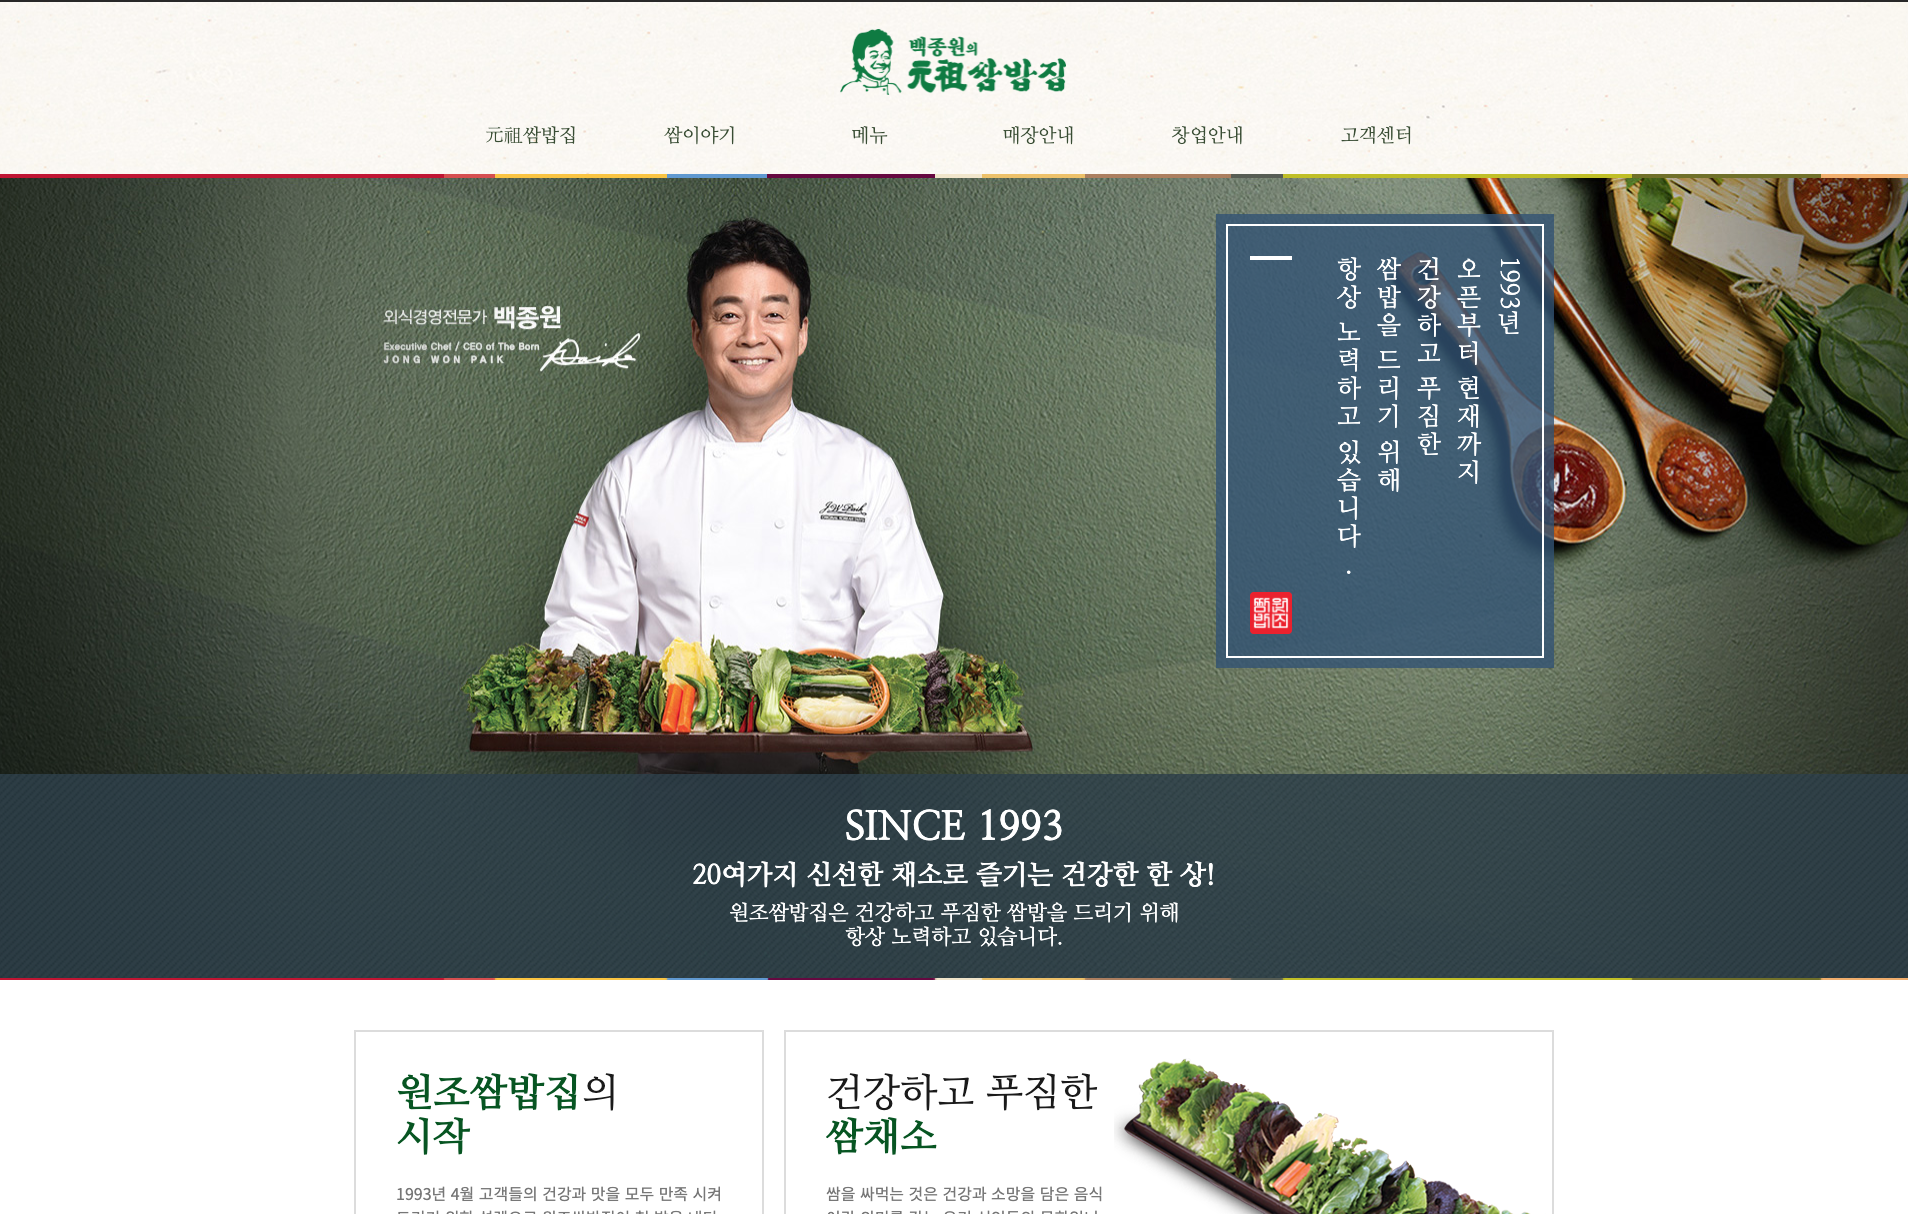 백종원의
元祖쌈밥집
元祖쌈밥집
쌈이야기
메뉴
매장안내
창업안내
고객센터
외식경영전문가 백종원
Executive Chef / CEO of The Born
JONG WON PAIK
Paik
J.W.Paik
1993년
오픈부터 현재까지
건강하고 푸짐한
쌈밥을 드리기 위해
항상 노력하고 있습니다.
원조
쌈밥
SINCE 1993
20여가지 신선한 채소로 즐기는 건강한 한 상!
원조쌈밥집은 건강하고 푸짐한 쌈밥을 드리기 위해
항상 노력하고 있습니다.
원조쌈밥집의
시작
1993년 4월 고객들의 건강과 맛을 모두 만족 시켜
건강하고 푸짐한
쌈채소
쌈을 싸먹는 것은 건강과 소망을 담은 음식